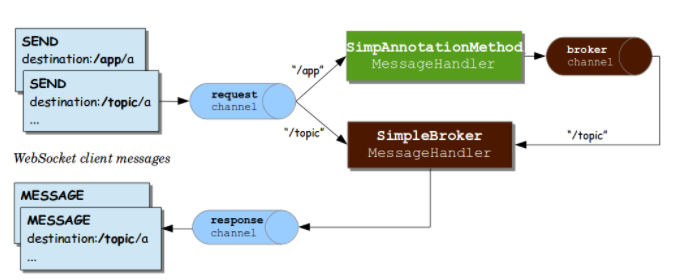 SEND
destination:/app/a
SEND
destination:/topic/a
...
WebSocket client messages
request
channel
"/app"
"/topic"
SimpAnnotationMethod
MessageHandler
broker
channel
"/topic"
SimpleBroker
MessageHandler
MESSAGE
MESSAGE
destination:/topic/a
...
response
channel